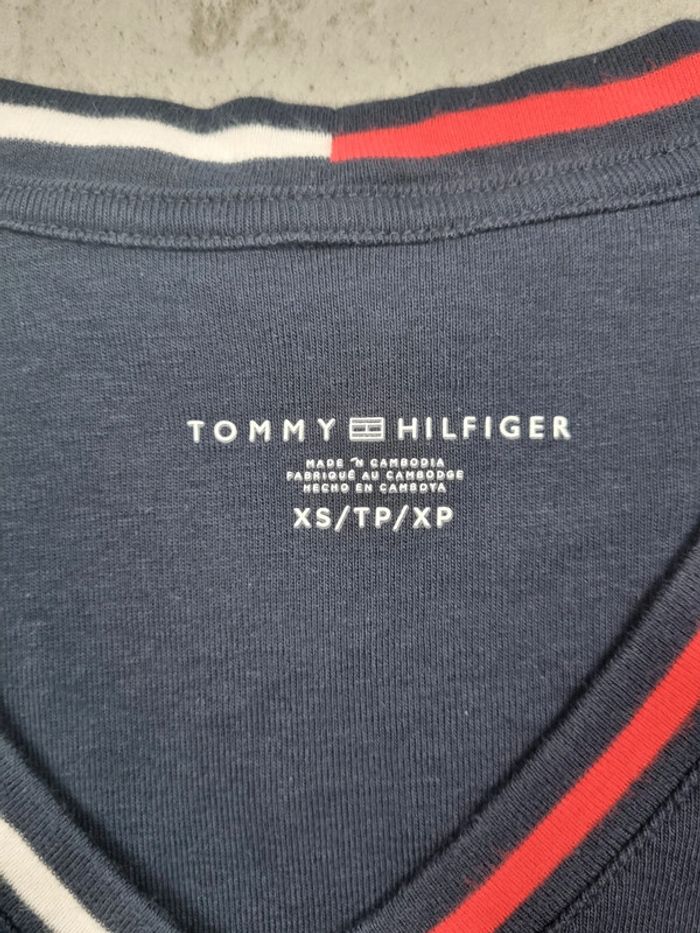 TOMMY HILFIGER
MADE IN CAMBODIA
FABRIQUÉ AU CAMBODGE
HECHO EN CAMBOYA
XS/TP/XP